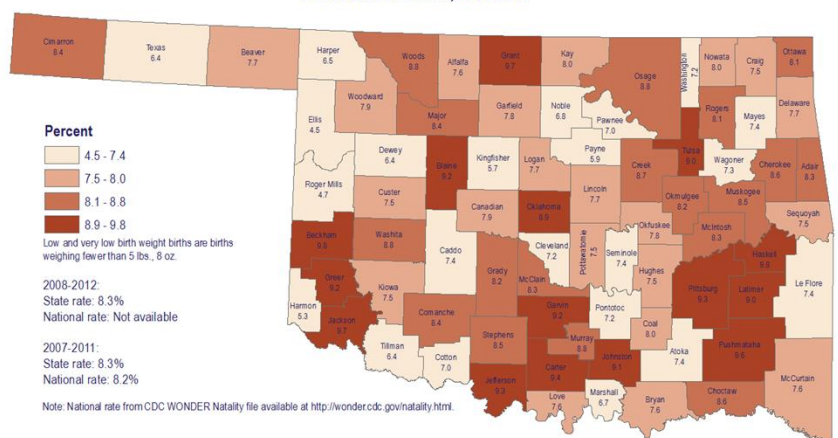 Cimarron
8.4
Texas
6.4
Beaver
7.7
Harper
6.5
Woods
8.8
Alfalfa
7.6
Grant
9.7
Kay
8.0
Osage
8.8
Washington
7.2
Nowata
8.0
Craig
7.5
Ottawa
8.1
Ellis
4.5
Woodward
7.9
Major
8.4
Garfield
7.8
Noble
6.8
Pawnee
7.0
Rogers
8.1
Mayes
7.4
Delaware
7.7
Percent
4.5 - 7.4
7.5 - 8.0
8.1 - 8.8
8.9 - 9.8
Low and very low birth weight births are births
weighing fewer than 5 lbs., 8 oz.
2008-2012:
State rate: 8.3%
National rate: Not available
2007-2011:
State rate: 8.3%
National rate: 8.2%
Roger Mills
4.7
Dewey
6.4
Custer
7.5
Blaine
9.2
Kingfisher
5.7
Logan
7.7
Payne
5.9
Creek
8.7
Tulsa
9.0
Wagoner
7.3
Cherokee
8.6
Adair
8.3
Beckham
Washita
8.8
Canadian
7.9
Oklahoma
8.9
Lincoln
7.7
Okmulgee
8.2
Muskogee
8.5
Okfuskee
7.8
McIntosh
8.3
Sequoyah
7.5
Greer
9.2
Kiowa
7.5
Caddo
7.4
Grady
8.2
Cleveland
7.2
McClain
8.3
Pottawatomie
7.5
Seminole
7.4
Hughes
7.5
Haskell
Pittsburg
Latimer
9.0
Le Flore
7.4
Harmon
5.3
Jackson
9.7
Comanche
8.4
Stephens
8.5
Garvin
9.2
Murray
Pontotoc
7.2
Coal
8.0
Atoka
7.4
Pushmataha
9.6
Tillman
6.4
Cotton
7.0
Jefferson
9.3
Carter
9.4
Johnston
9.1
Love
7.6
Marshall
6.7
Bryan
7.6
Choctaw
8.6
McCurtain
7.6
Note: National rate from CDC WONDER Natality file available at http://wonder.cdc.gov/natality.html.